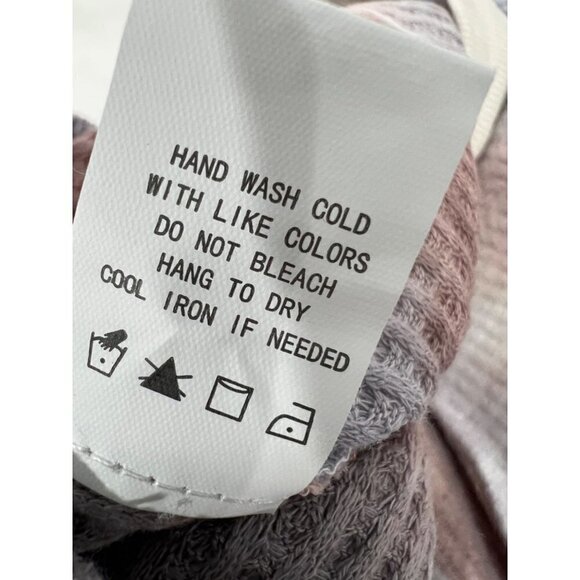 HAND WASH COLD
WITH LIKE COLORS
DO NOT BLEACH
HANG TO DRY
COOL IRON IF NEEDED